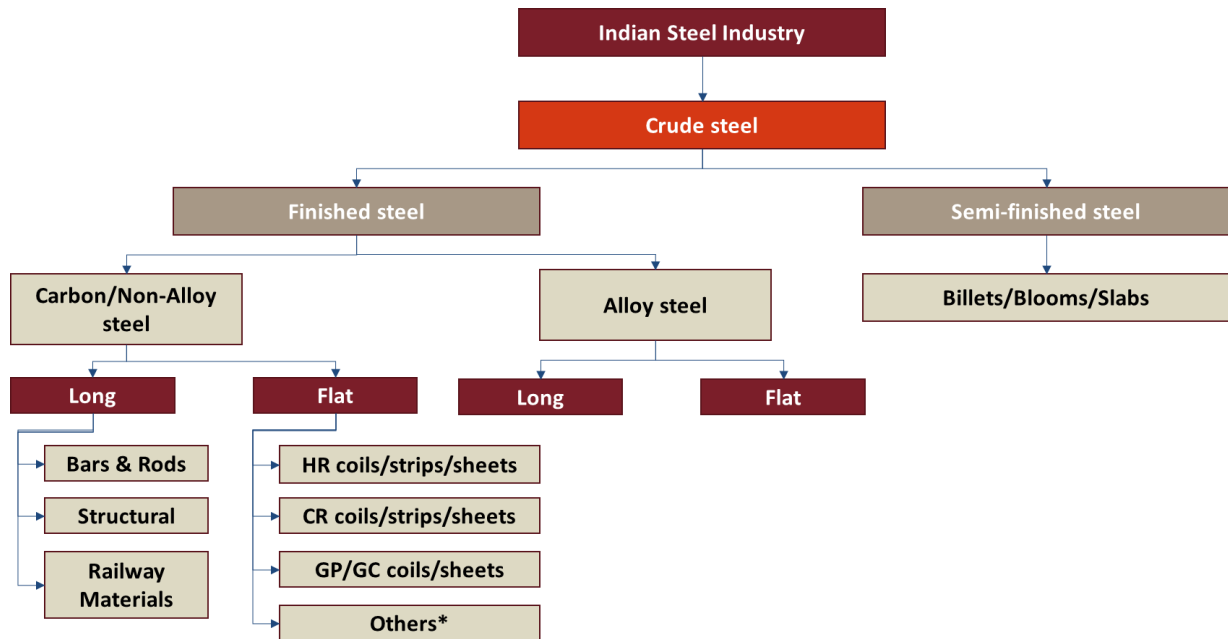 Indian Steel Industry
Crude steel
Finished steel
Semi-finished steel
Carbon/Non-Alloy
steel
Alloy steel
Billets/Blooms/Slabs
Long
Flat
Long
Flat
Bars & Rods
Structural
Railway
Materials
HR coils/strips/sheets
CR coils/strips/sheets
GP/GC coils/sheets
Others*